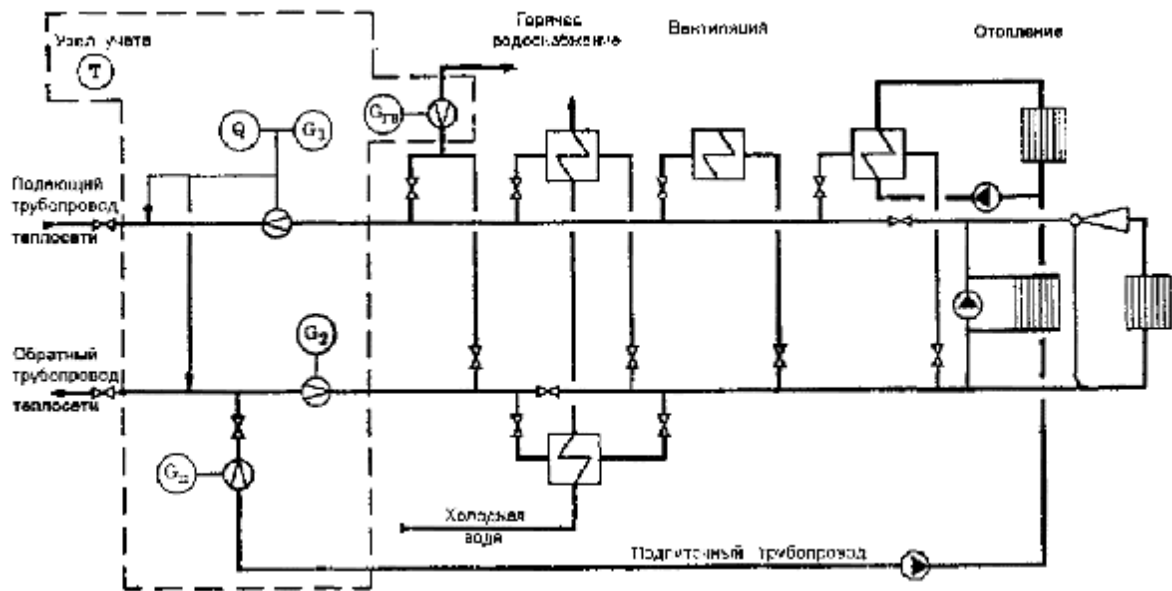 Узел учета
T
Горячее
водоснабжение
Вентиляция
Отопление
Gгв
Q
G1
Подающий
трубопровод
теплосети
G2
Обратный
трубопровод
теплосети
Gп
Холодная
вода
Подпиточный трубопровод